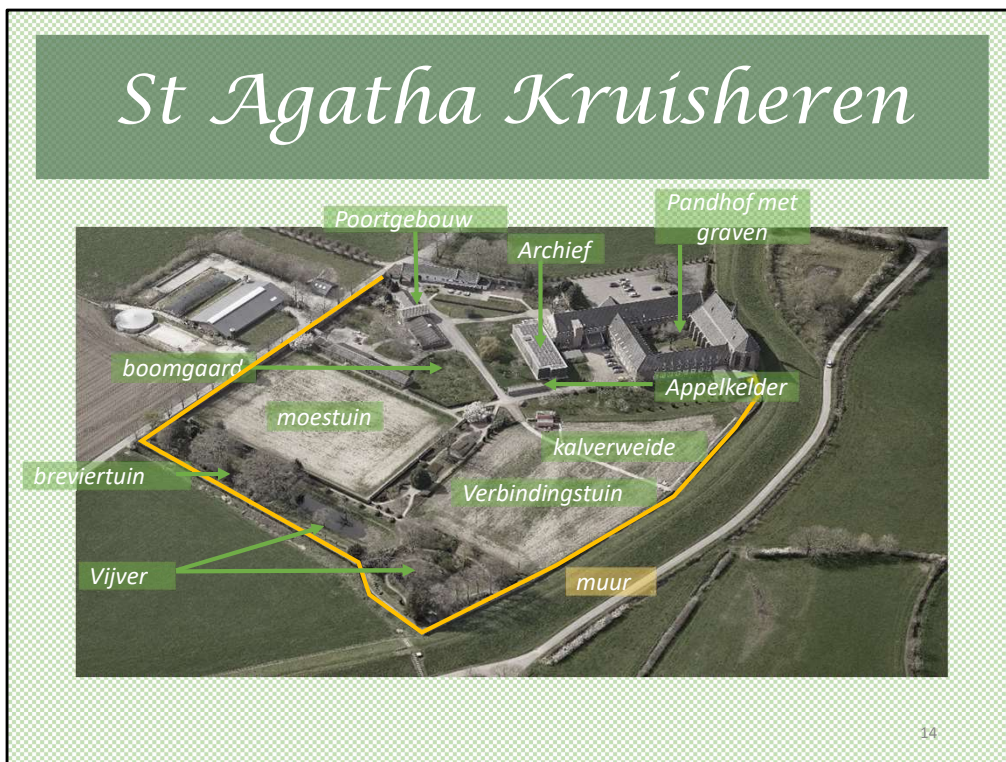 St Agatha Kruisheren
Poortgebouw
Pandhof met
graven
Archief
boomgaard
Appelkelder
moestuin
kalverweide
breviertuin
Verbindingstuin
Vijver
muur
14